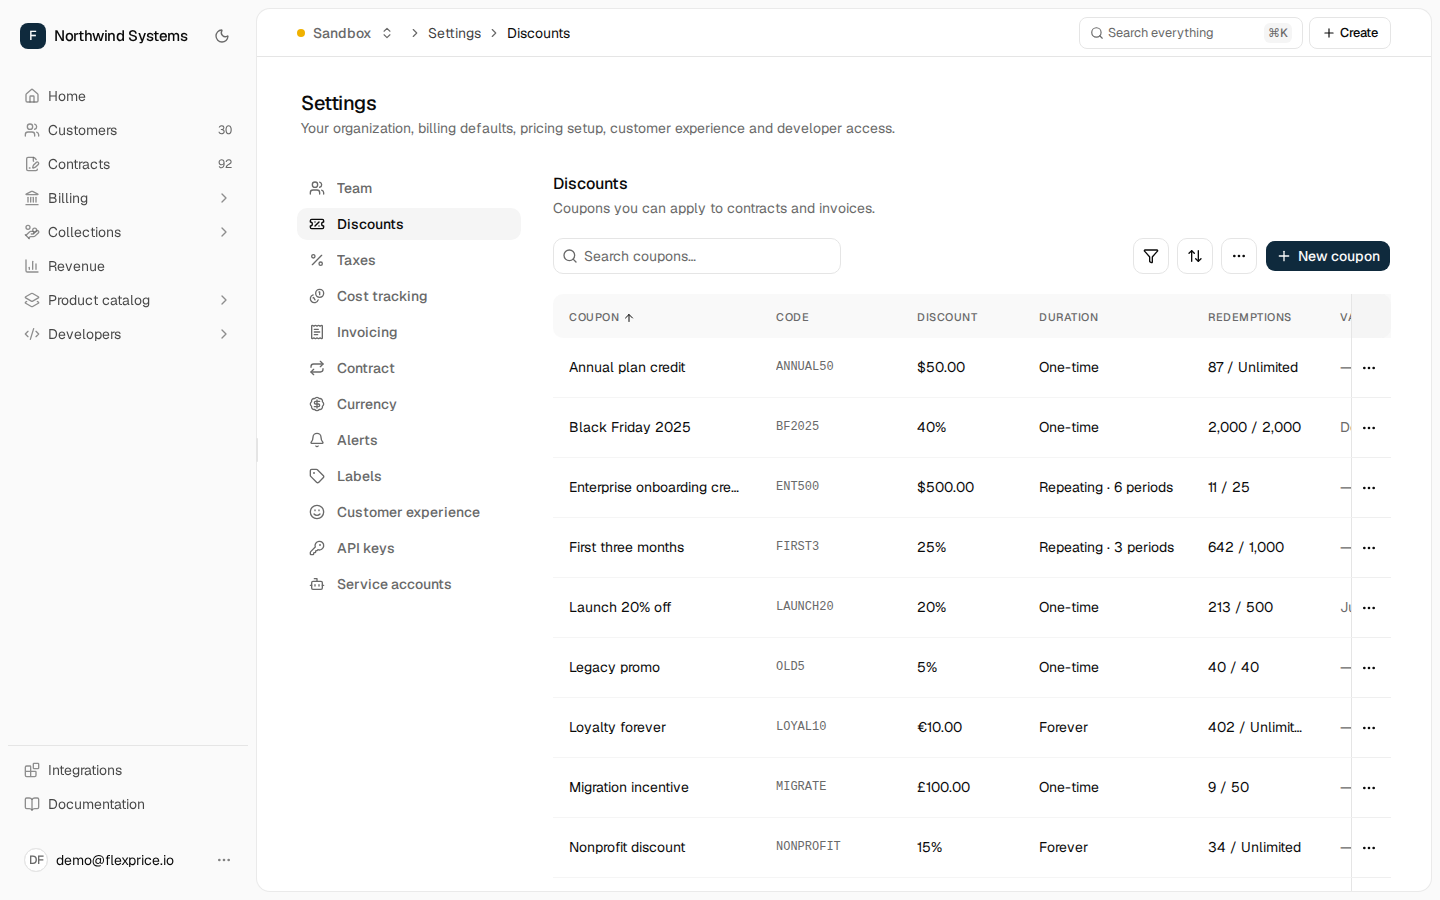 F Northwind Systems
Home
Customers 30
Contracts 92
Billing
Collections
Revenue
Product catalog
Developers
Integrations
Documentation
DF demo@flexprice.io
Sandbox Settings Discounts
Search everything ⌘K
+ Create
Settings
Your organization, billing defaults, pricing setup, customer experience and developer access.
Team
Discounts
Taxes
Cost tracking
Invoicing
Contract
Currency
Alerts
Labels
Customer experience
API keys
Service accounts
Discounts
Coupons you can apply to contracts and invoices.
Search coupons...
+ New coupon
COUPON CODE DISCOUNT DURATION REDEMPTIONS
Annual plan credit ANNUAL50 $50.00 One-time 87 / Unlimited —
Black Friday 2025 BF2025 40% One-time 2,000 / 2,000
Enterprise onboarding cre... ENT500 $500.00 Repeating · 6 periods 11 / 25 —
First three months FIRST3 25% Repeating · 3 periods 642 / 1,000 —
Launch 20% off LAUNCH20 20% One-time 213 / 500
Legacy promo OLD5 5% One-time 40 / 40 —
Loyalty forever LOYAL10 €10.00 Forever 402 / Unlimit... —
Migration incentive MIGRATE £100.00 One-time 9 / 50 —
Nonprofit discount NONPROFIT 15% Forever 34 / Unlimited —